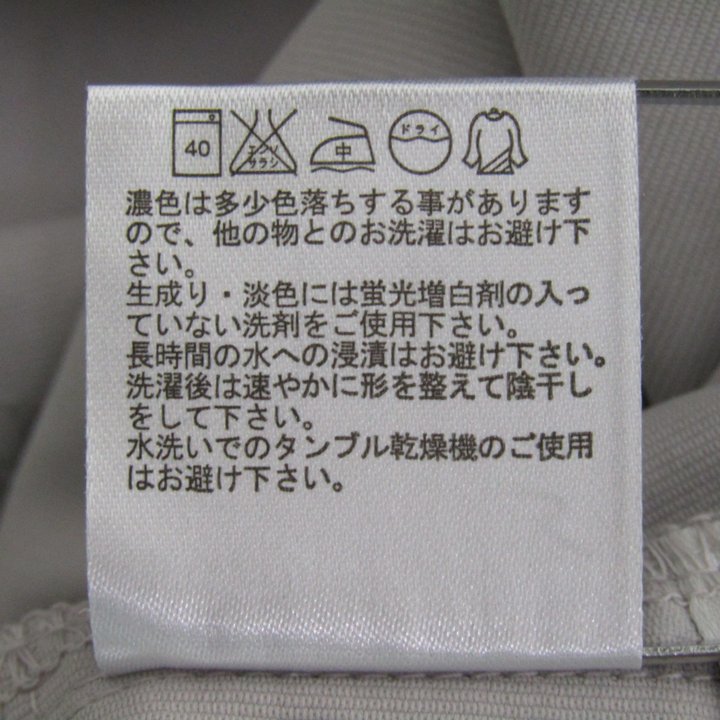 40 エンソ サラシ 中 ドライ
濃色は多少色落ちする事があります
ので、他の物とのお洗濯はお避け下
さい。
生成り・淡色には蛍光増白剤の入っ
ていない洗剤をご使用下さい。
長時間の水への浸漬はお避け下さい。
洗濯後は速やかに形を整えて陰干し
をして下さい。
水洗いでのタンブル乾燥機のご使用
はお避け下さい。